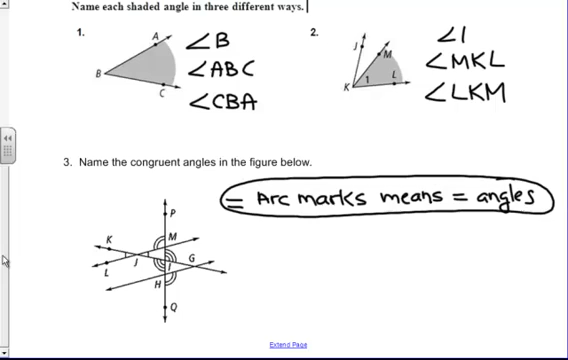 Name each shaded angle in three different ways.
1.
A
B
C
∠B
∠ABC
∠CBA
2.
J
M
1
L
K
∠1
∠MKL
∠LKM
3. Name the congruent angles in the figure below.
= Arc marks means = angles
P
K
M
J
G
L
I
H
Q
Extend Page